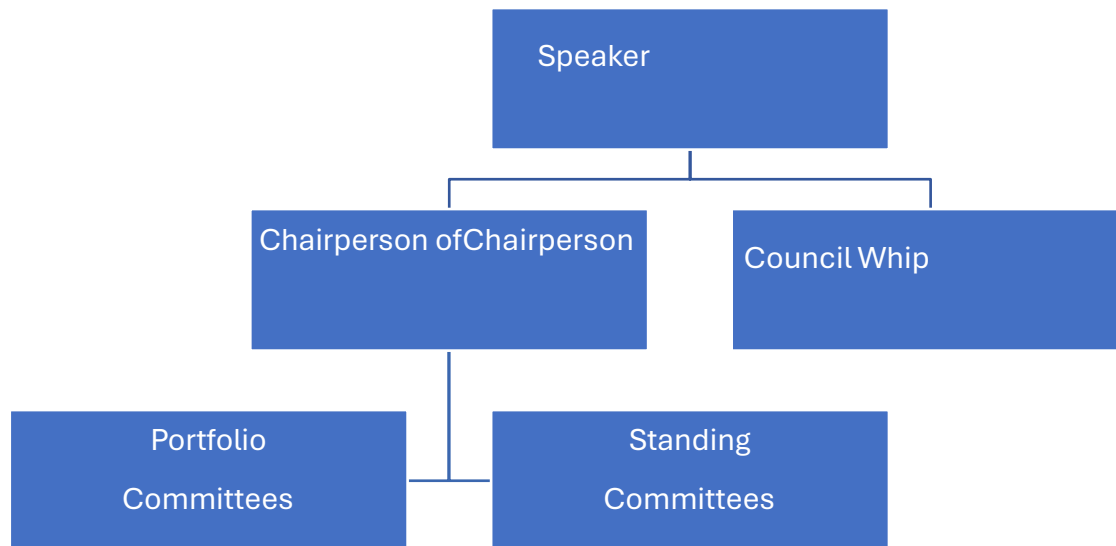 Speaker
Chairperson ofChairperson
Council Whip
Portfolio
Committees
Standing
Committees